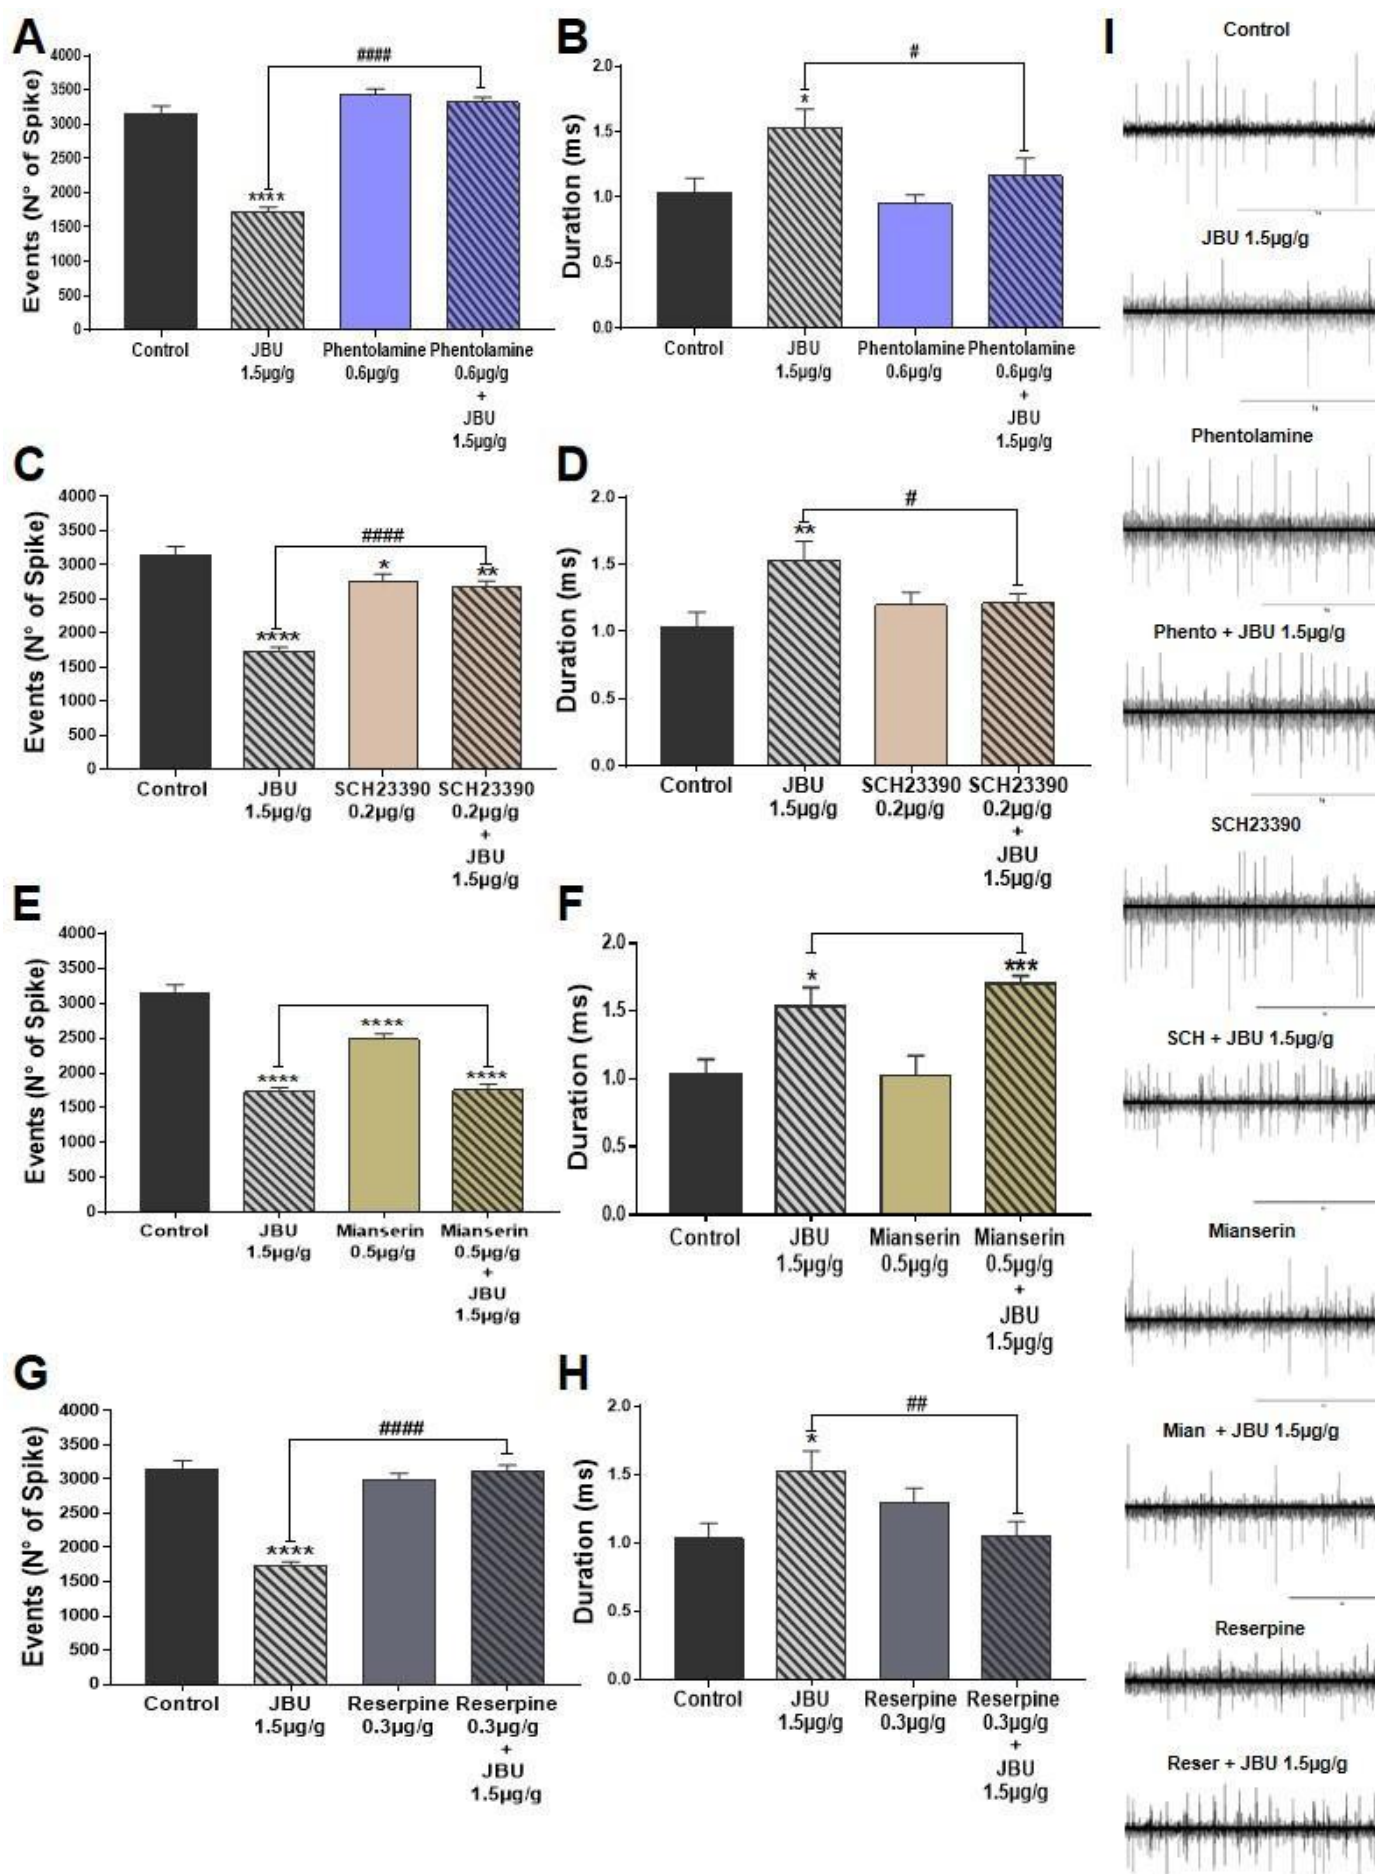 A
Events (N° of Spike)
4000
3500
3000
2500
2000
1500
1000
500
0
####
****
Control
JBU
1.5µg/g
Phentolamine
0.6µg/g
Phentolamine
0.6µg/g
+
JBU
1.5µg/g
B
Duration (ms)
2.0
1.5
1.0
0.5
0.0
#
*
Control
JBU
1.5µg/g
Phentolamine
0.6µg/g
Phentolamine
0.6µg/g
+
JBU
1.5µg/g
C
Events (N° of Spike)
4000
3500
3000
2500
2000
1500
1000
500
0
####
****
*
**
Control
JBU
1.5µg/g
SCH23390
0.2µg/g
SCH23390
0.2µg/g
+
JBU
1.5µg/g
D
Duration (ms)
2.0
1.5
1.0
0.5
0.0
#
**
Control
JBU
1.5µg/g
SCH23390
0.2µg/g
SCH23390
0.2µg/g
+
JBU
1.5µg/g
E
Events (N° of Spike)
4000
3500
3000
2500
2000
1500
1000
500
0
****
****
****
Control
JBU
1.5µg/g
Mianserin
0.5µg/g
Mianserin
0.5µg/g
+
JBU
1.5µg/g
F
Duration (ms)
2.0
1.5
1.0
0.5
0.0
*
***
Control
JBU
1.5µg/g
Mianserin
0.5µg/g
Mianserin
0.5µg/g
+
JBU
1.5µg/g
G
Events (N° of Spike)
4000
3500
3000
2500
2000
1500
1000
500
0
####
****
Control
JBU
1.5µg/g
Reserpine
0.3µg/g
Reserpine
0.3µg/g
+
JBU
1.5µg/g
H
Duration (ms)
2.0
1.5
1.0
0.5
0.0
##
*
Control
JBU
1.5µg/g
Reserpine
0.3µg/g
Reserpine
0.3µg/g
+
JBU
1.5µg/g
I
Control
JBU 1.5µg/g
Phentolamine
Phento + JBU 1.5µg/g
SCH23390
SCH + JBU 1.5µg/g
Mianserin
Mian + JBU 1.5µg/g
Reserpine
Reser + JBU 1.5µg/g